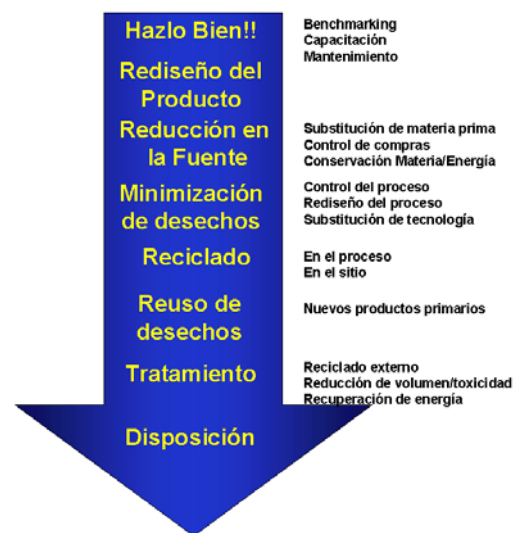 Hazlo Bien!!
Benchmarking
Capacitación
Mantenimiento
Rediseño del
Producto
Reducción en
la Fuente
Substitución de materia prima
Control de compras
Conservación Materia/Energía
Minimización
de desechos
Control del proceso
Rediseño del proceso
Substitución de tecnología
Reciclado
En el proceso
En el sitio
Reuso de
desechos
Nuevos productos primarios
Tratamiento
Reciclado externo
Reducción de volumen/toxicidad
Recuperación de energía
Disposición